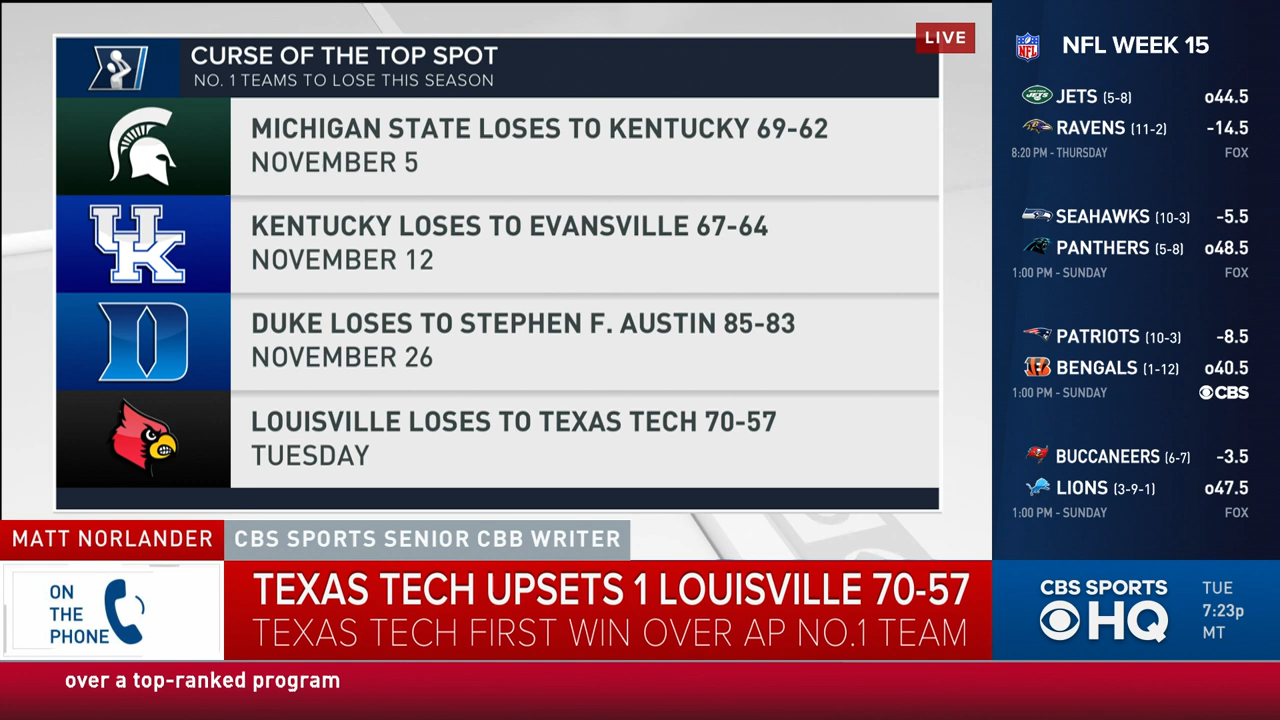 CURSE OF THE TOP SPOT
NO. 1 TEAMS TO LOSE THIS SEASON
LIVE
MICHIGAN STATE LOSES TO KENTUCKY 69-62
NOVEMBER 5
KENTUCKY LOSES TO EVANSVILLE 67-64
NOVEMBER 12
DUKE LOSES TO STEPHEN F. AUSTIN 85-83
NOVEMBER 26
LOUISVILLE LOSES TO TEXAS TECH 70-57
TUESDAY
NFL WEEK 15
JETS (5-8) o44.5
RAVENS (11-2) -14.5
8:20 PM - THURSDAY FOX
SEAHAWKS (10-3) -5.5
PANTHERS (5-8) o48.5
1:00 PM - SUNDAY FOX
PATRIOTS (10-3) -8.5
BENGALS (1-12) o40.5
1:00 PM - SUNDAY CBS
BUCCANEERS (6-7) -3.5
LIONS (3-9-1) o47.5
1:00 PM - SUNDAY FOX
MATT NORLANDER CBS SPORTS SENIOR CBB WRITER
ON
THE
PHONE
TEXAS TECH UPSETS 1 LOUISVILLE 70-57
TEXAS TECH FIRST WIN OVER AP NO.1 TEAM
CBS SPORTS
HQ
TUE
7:23p
MT
over a top-ranked program